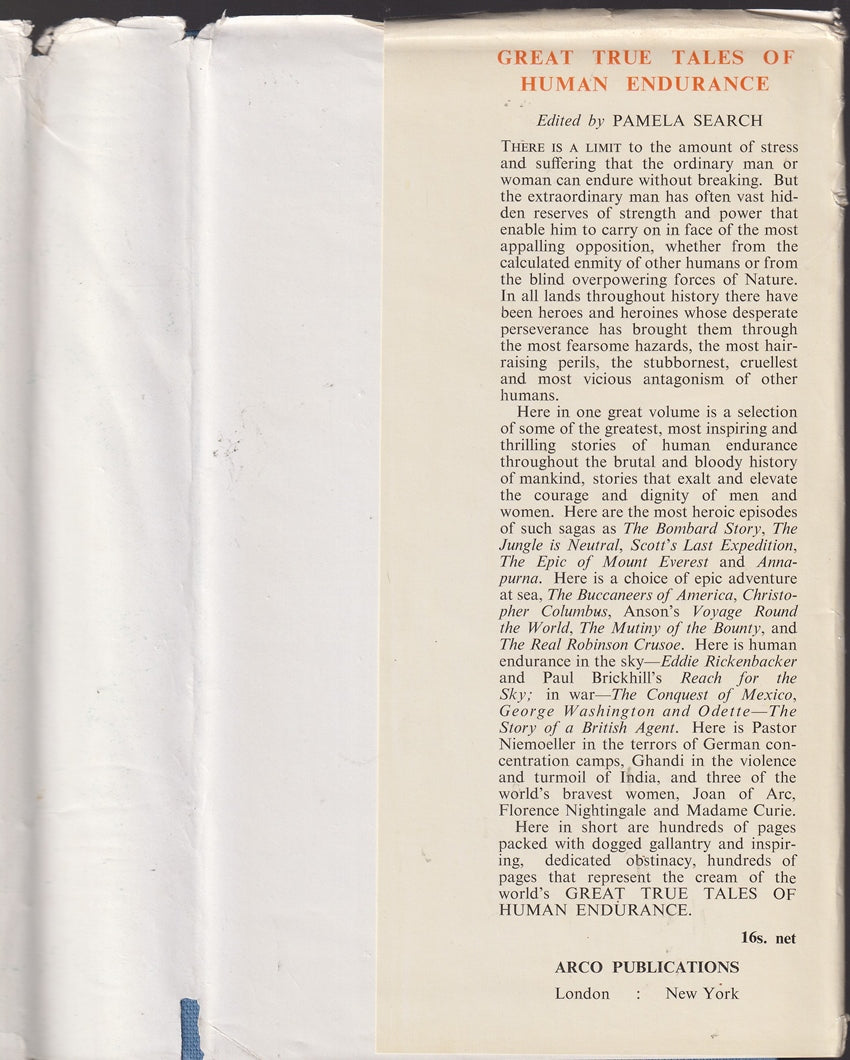 GREAT TRUE TALES OF
HUMAN ENDURANCE
Edited by PAMELA SEARCH
THERE IS A LIMIT to the amount of stress
and suffering that the ordinary man or
woman can endure without breaking. But
the extraordinary man has often vast hid-
den reserves of strength and power that
enable him to carry on in face of the most
appalling opposition, whether from the
calculated enmity of other humans or from
the blind overpowering forces of Nature.
In all lands throughout history there have
been heroes and heroines whose desperate
perseverance has brought them through
the most fearsome hazards, the most hair-
raising perils, the stubbornest, cruellest
and most vicious antagonism of other
humans.
Here in one great volume is a selection
of some of the greatest, most inspiring and
thrilling stories of human endurance
throughout the brutal and bloody history
of mankind, stories that exalt and elevate
the courage and dignity of men and
women. Here are the most heroic episodes
of such sagas as The Bombard Story, The
Jungle is Neutral, Scott's Last Expedition,
The Epic of Mount Everest and Anna-
purna. Here is a choice of epic adventure
at sea, The Buccaneers of America, Christo-
pher Columbus, Anson's Voyage Round
the World, The Mutiny of the Bounty, and
The Real Robinson Crusoe. Here is human
endurance in the sky—Eddie Rickenbacker
and Paul Brickhill's Reach for the
Sky; in war—The Conquest of Mexico,
George Washington and Odette—The
Story of a British Agent. Here is Pastor
Niemoeller in the terrors of German con-
centration camps, Ghandi in the violence
and turmoil of India, and three of the
world's bravest women, Joan of Arc,
Florence Nightingale and Madame Curie.
Here in short are hundreds of pages
packed with dogged gallantry and inspir-
ing, dedicated obstinacy, hundreds of
pages that represent the cream of the
world's GREAT TRUE TALES OF
HUMAN ENDURANCE.
16s. net
ARCO PUBLICATIONS
London : New York